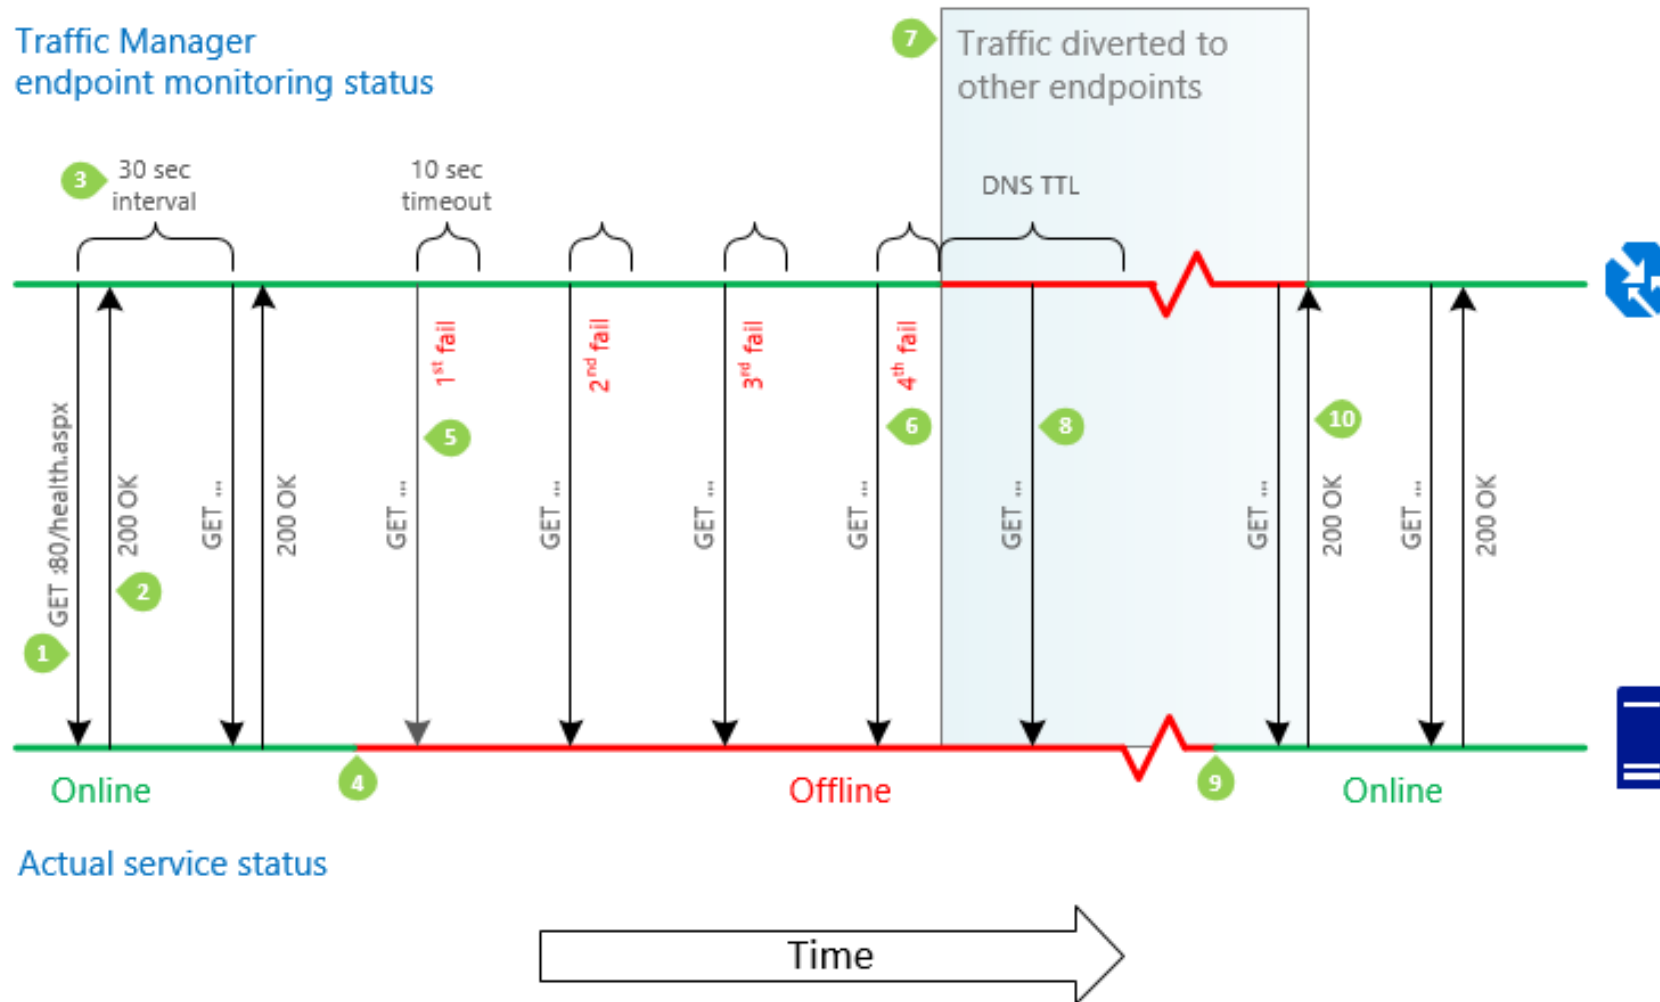 Traffic Manager
endpoint monitoring status
7
Traffic diverted to
other endpoints
3
30 sec
interval
10 sec
timeout
DNS TTL
1st fail
2nd fail
3rd fail
4th fail
5
6
8
10
GET :80/health.aspx
200 OK
GET ...
200 OK
GET ...
GET ...
GET ...
GET ...
GET ...
GET ...
200 OK
GET ...
200 OK
2
1
4
9
Online
Offline
Online
Actual service status
Time